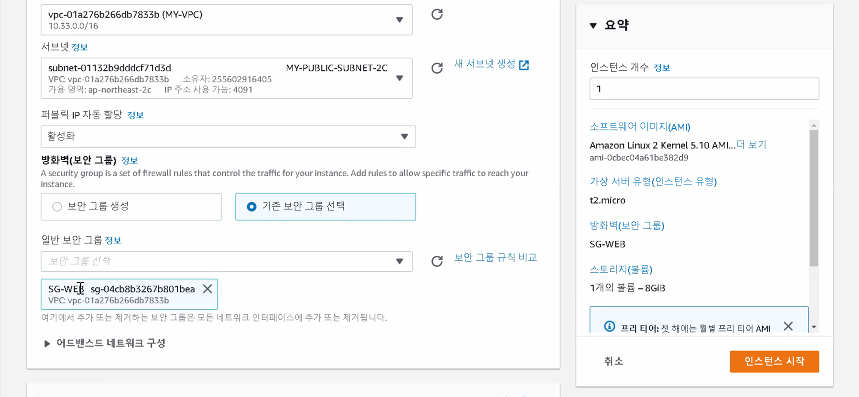 vpc-01a276b266db7833b (MY-VPC)
10.33.0.0/16
서브넷 정보
subnet-01132b9dddcf71d3d MY-PUBLIC-SUBNET-2C
VPC: vpc-01a276b266db7833b 소유자: 255602916405
가용 영역: ap-northeast-2c IP 주소 사용 가능: 4091
새 서브넷 생성
퍼블릭 IP 자동 할당 정보
활성화
방화벽(보안 그룹) 정보
A security group is a set of firewall rules that control the traffic for your instance. Add rules to allow specific traffic to reach your
instance.
보안 그룹 생성
기존 보안 그룹 선택
일반 보안 그룹 정보
보안 그룹 선택
보안 그룹 규칙 비교
SG-WEB sg-04cb8b3267b801bea
VPC: vpc-01a276b266db7833b
여기에서 추가 또는 제거하는 보안 그룹은 모든 네트워크 인터페이스에 추가 또는 제거됩니다.
어드밴스드 네트워크 구성
요약
인스턴스 개수 정보
1
소프트웨어 이미지(AMI)
Amazon Linux 2 Kernel 5.10 AMI...더 보기
ami-0cbec04a61be382d9
가상 서버 유형(인스턴스 유형)
t2.micro
방화벽(보안 그룹)
SG-WEB
스토리지(볼륨)
1개의 볼륨 – 8GiB
프리 티어: 첫 해에는 월별 프리 티어 AMI
취소
인스턴스 시작